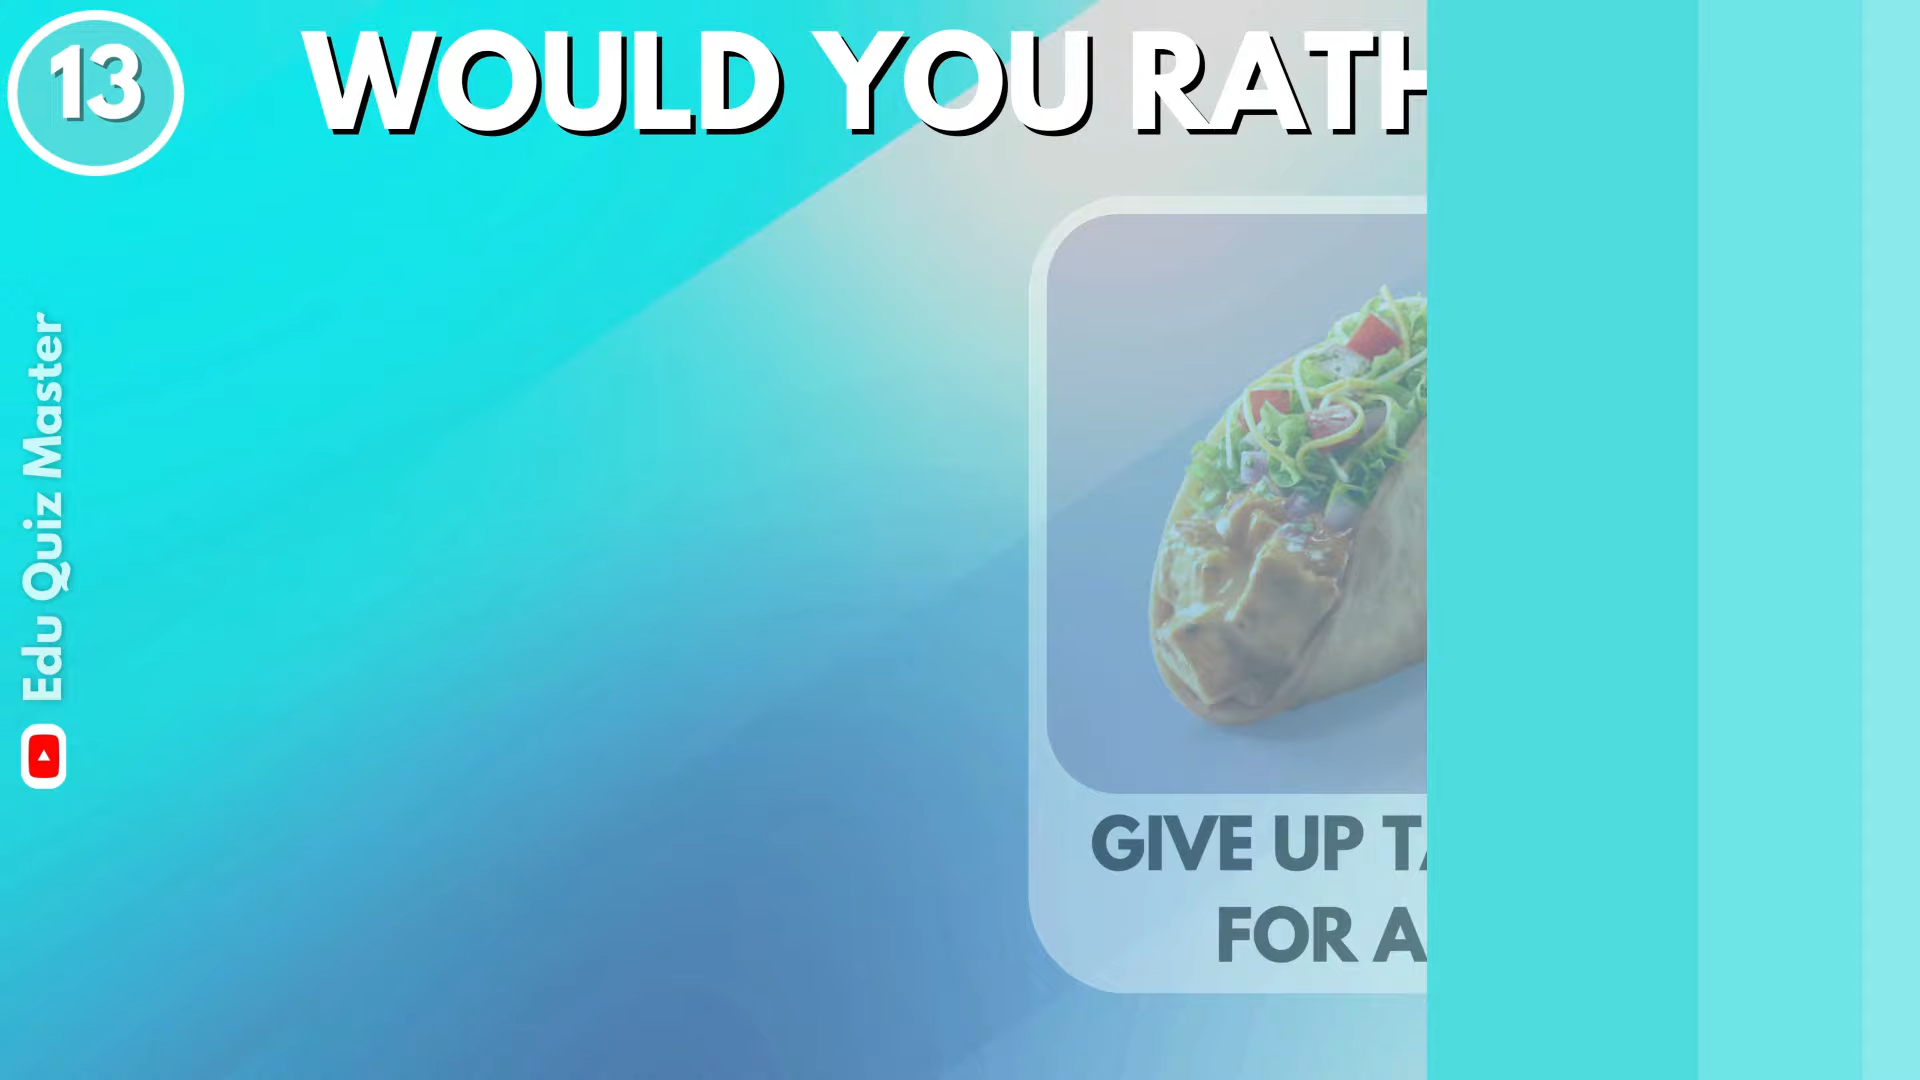 13
WOULD YOU RATH
Edu Quiz Master
GIVE UP T
FOR A